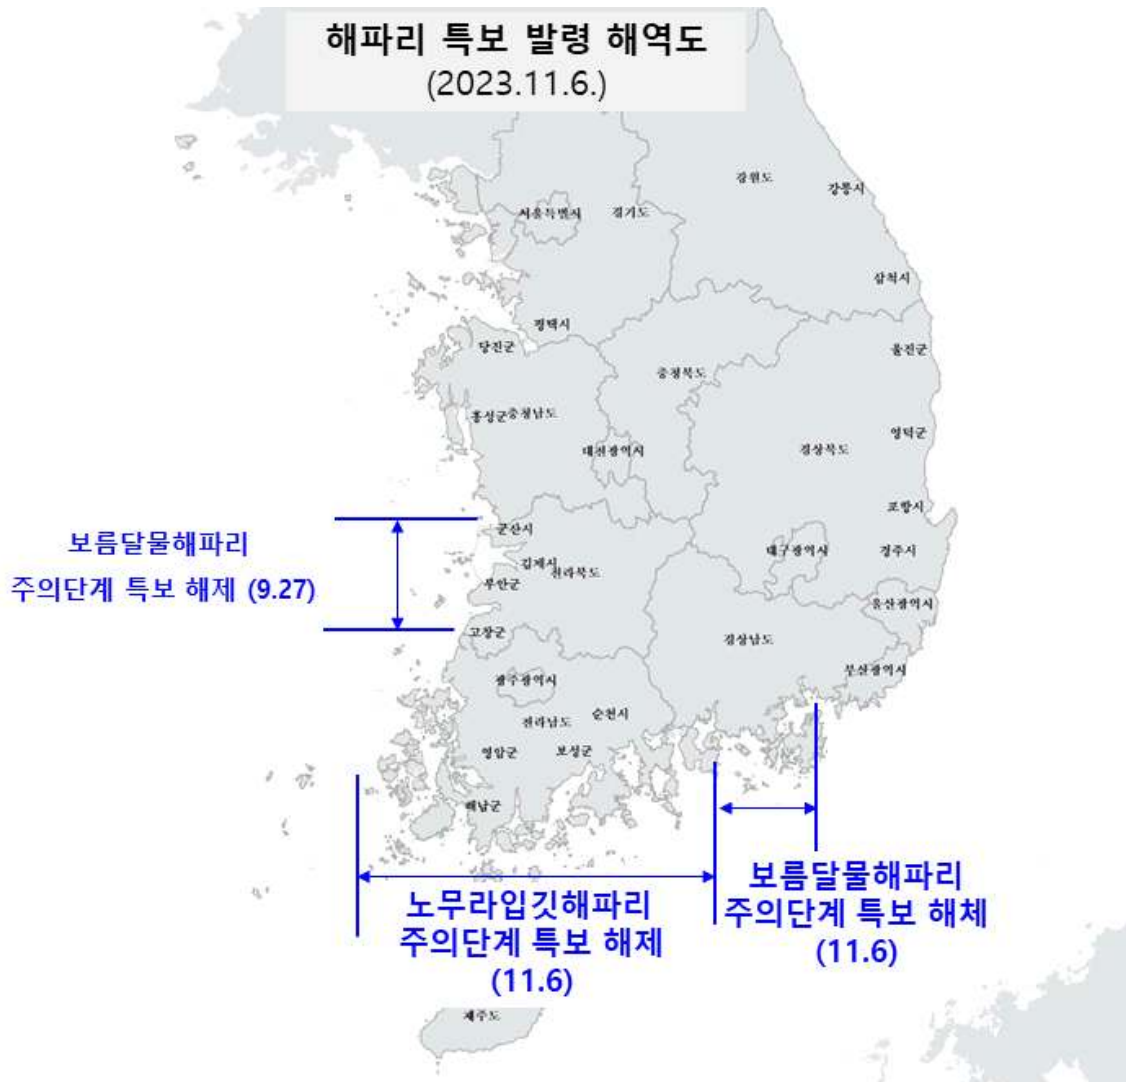 해파리 특보 발령 해역도
(2023.11.6.)
강원도
강릉시
서울특별시
경기도
삼척시
평택시
당진군
울진군
충청북도
홍성군
충청남도
영덕군
대전광역시
경상북도
포항시
군산시
보름달물해파리
주의단계 특보 해제 (9.27)
김제시
전라북도
대구광역시
경주시
부안군
울산광역시
고창군
경상남도
부산광역시
광주광역시
전라남도
순천시
영암군
보성군
해남군
노무라입깃해파리
주의단계 특보 해제
(11.6)
보름달물해파리
주의단계 특보 해체
(11.6)
제주도